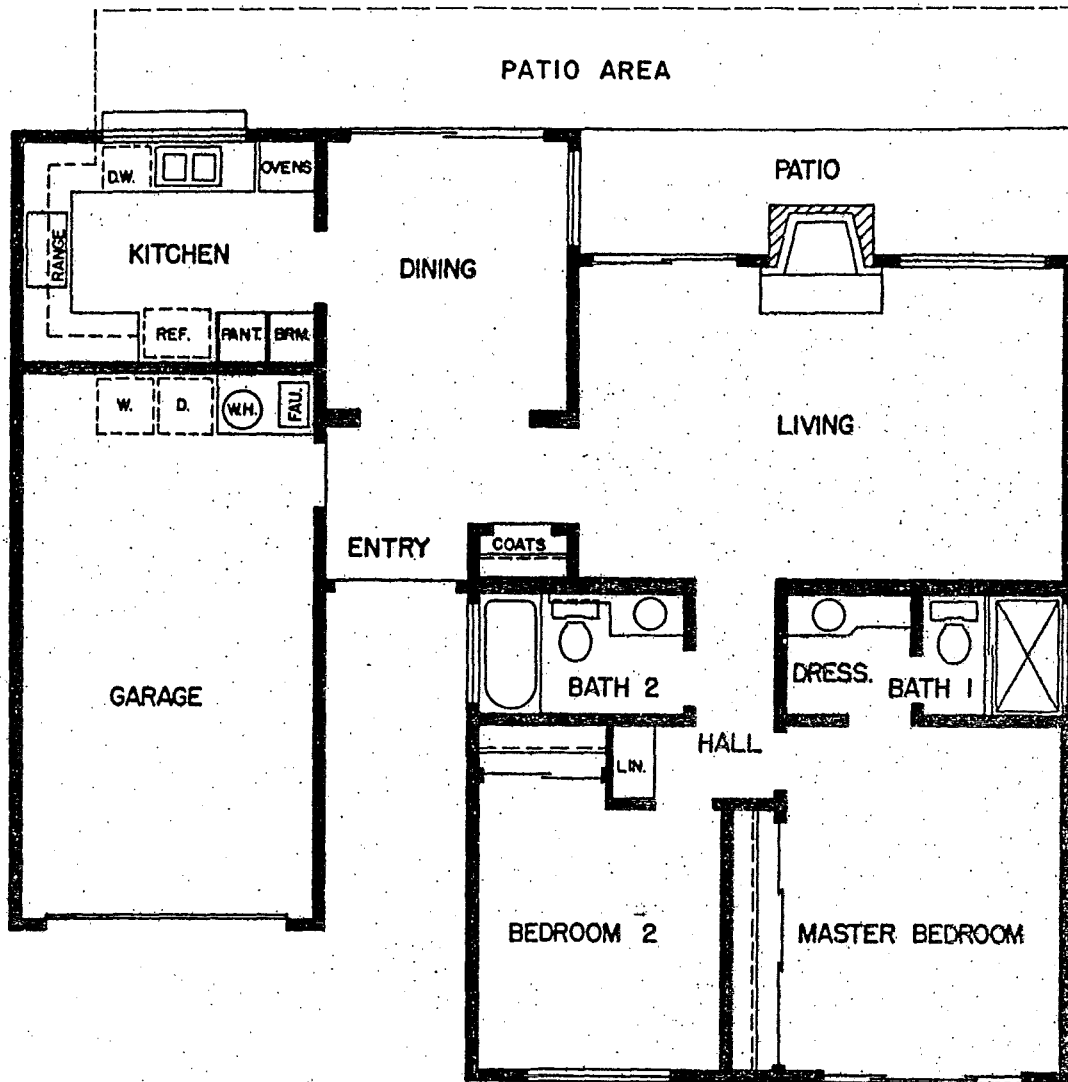 PATIO AREA
PATIO
D.W.
OVENS
RANGE
KITCHEN
DINING
REF.
PANT.
BRM.
W.
D.
W.H.
FAU.
LIVING
ENTRY
COATS
GARAGE
BATH 2
DRESS.
BATH 1
HALL
LIN.
BEDROOM 2
MASTER BEDROOM